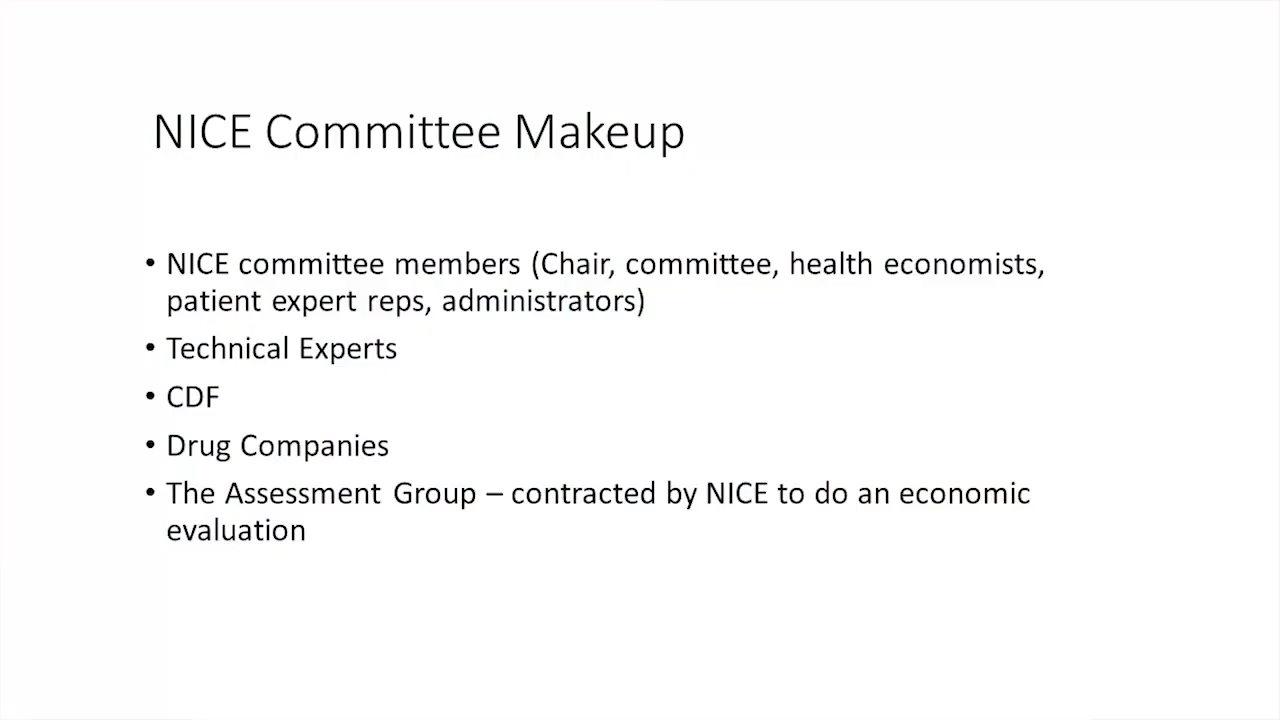 NICE Committee Makeup
• NICE committee members (Chair, committee, health economists,
patient expert reps, administrators)
• Technical Experts
• CDF
• Drug Companies
• The Assessment Group – contracted by NICE to do an economic
evaluation